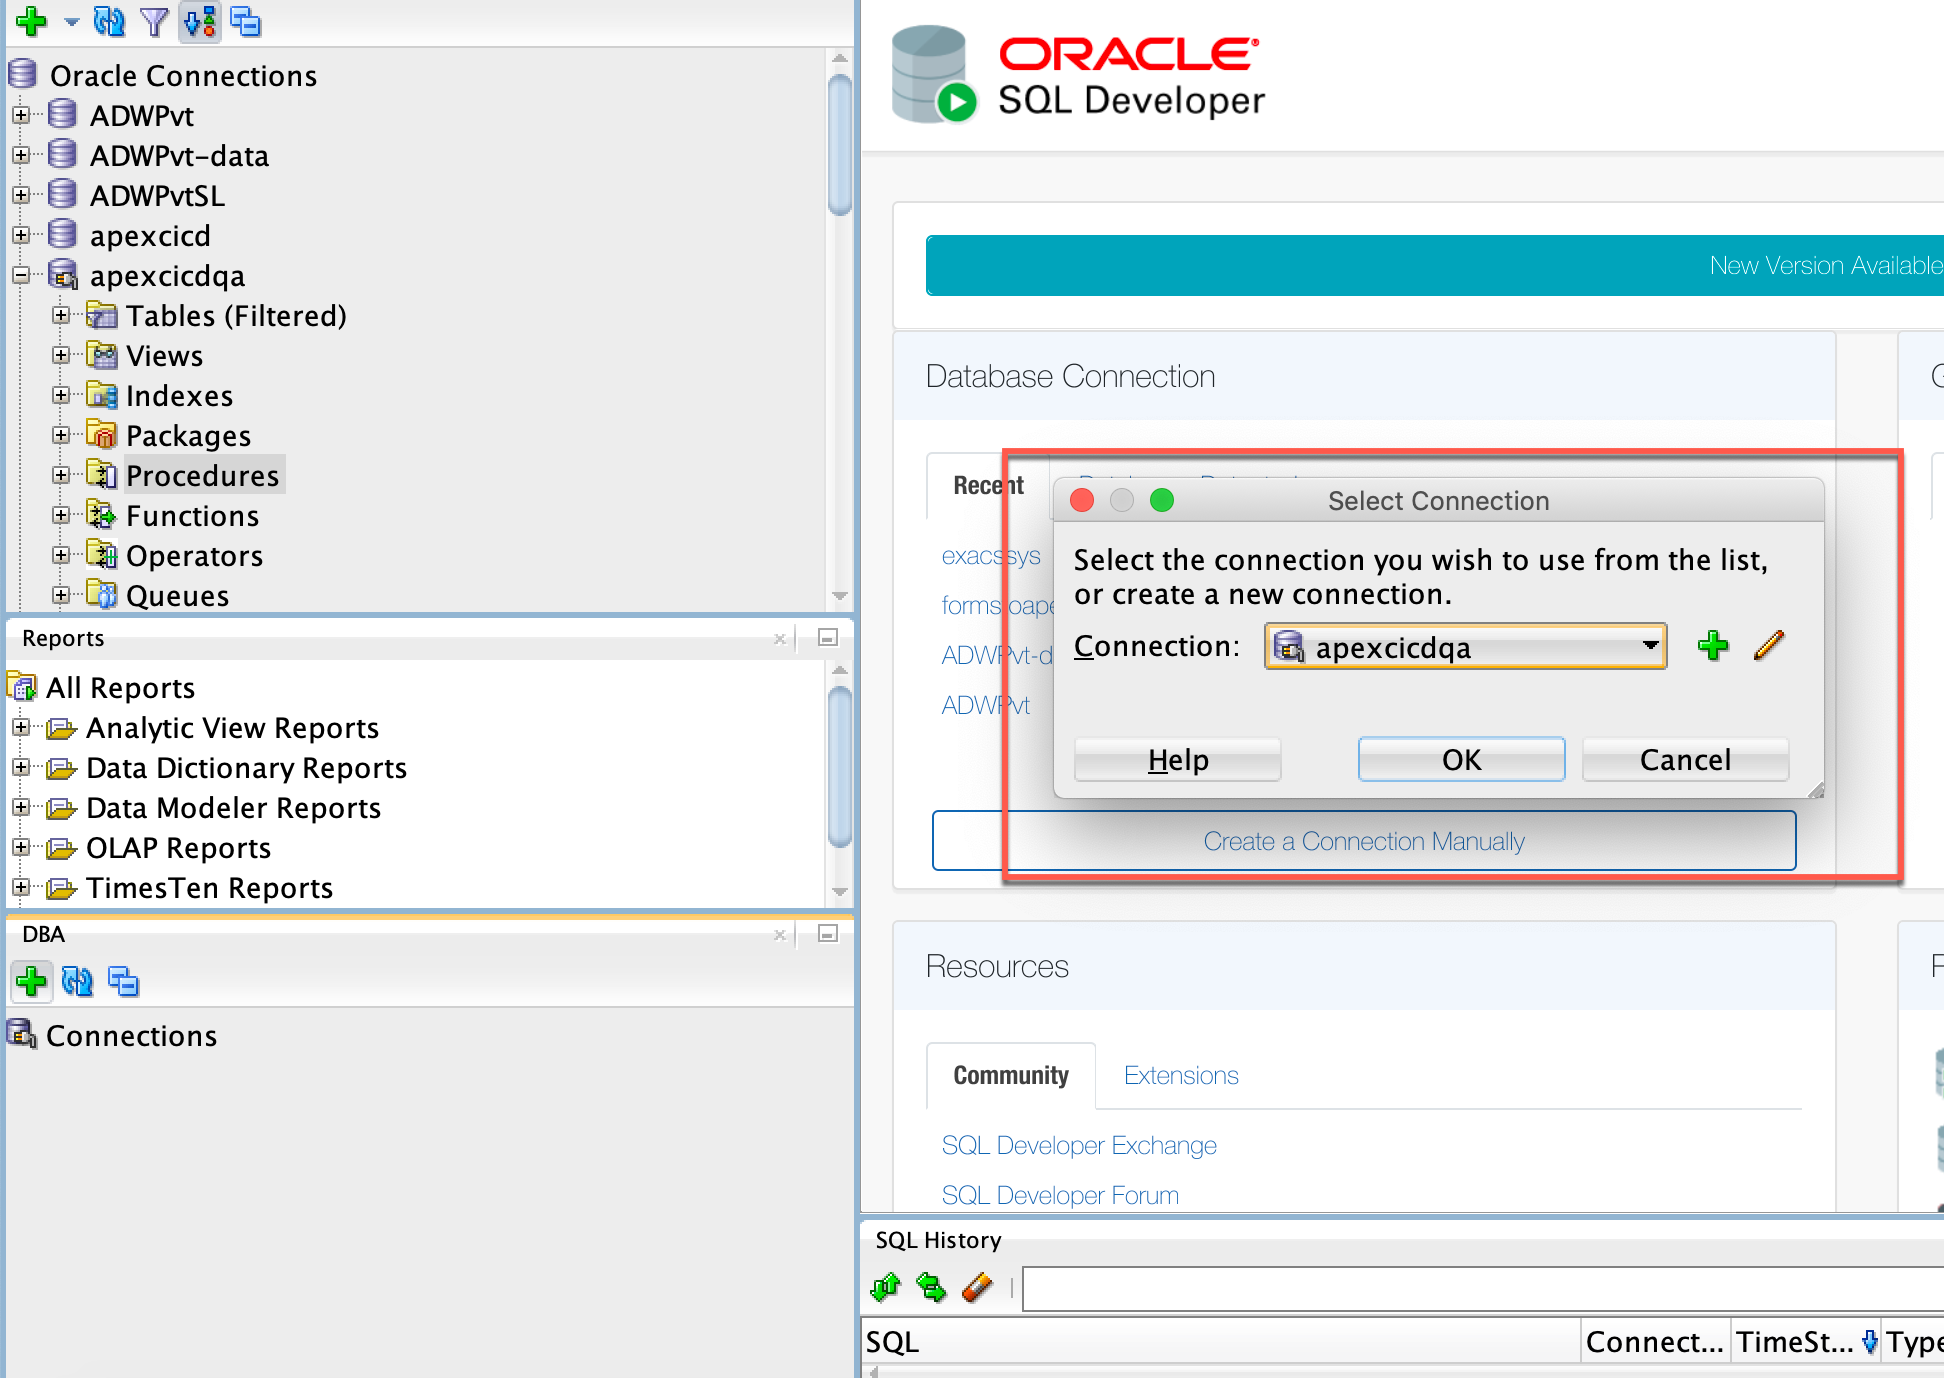 Oracle Connections
ADWPvt
ADWPvt-data
ADWPvtSL
apexcicd
apexcicdqa
Tables (Filtered)
Views
Indexes
Packages
Procedures
Functions
Operators
Queues
Reports
All Reports
Analytic View Reports
Data Dictionary Reports
Data Modeler Reports
OLAP Reports
TimesTen Reports
DBA
Connections
ORACLE
SQL Developer
New Version Available
Database Connection
Recent
exacssys
ADWPvt-d
ADWPvt
Select Connection
Select the connection you wish to use from the list,
or create a new connection.
Connection: apexcicdqa
Help OK Cancel
Create a Connection Manually
Resources
Community Extensions
SQL Developer Exchange
SQL Developer Forum
SQL History
SQL Connect... TimeSt... Type